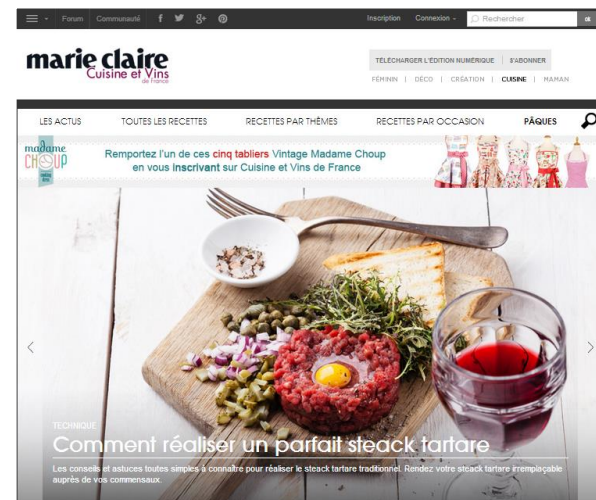 Forum Communauté
Inscription Connexion
Rechercher
ok
marie claire
Cuisine et Vins
de France
TÉLÉCHARGER L'ÉDITION NUMÉRIQUE | S'ABONNER
FÉMININ | DÉCO | CRÉATION | CUISINE | MAMAN
LES ACTUS TOUTES LES RECETTES RECETTES PAR THÈMES RECETTES PAR OCCASION PÂQUES
madame
CHOUP
Remportez l'un de ces cinq tabliers Vintage Madame Choup
en vous inscrivant sur Cuisine et Vins de France
TECHNIQUE
Comment réaliser un parfait steack tartare
Les conseils et astuces toutes simples à connaître pour réaliser le steack tartare traditionnel. Rendez votre steack tartare irremplaçable
auprès de vos commensaux.